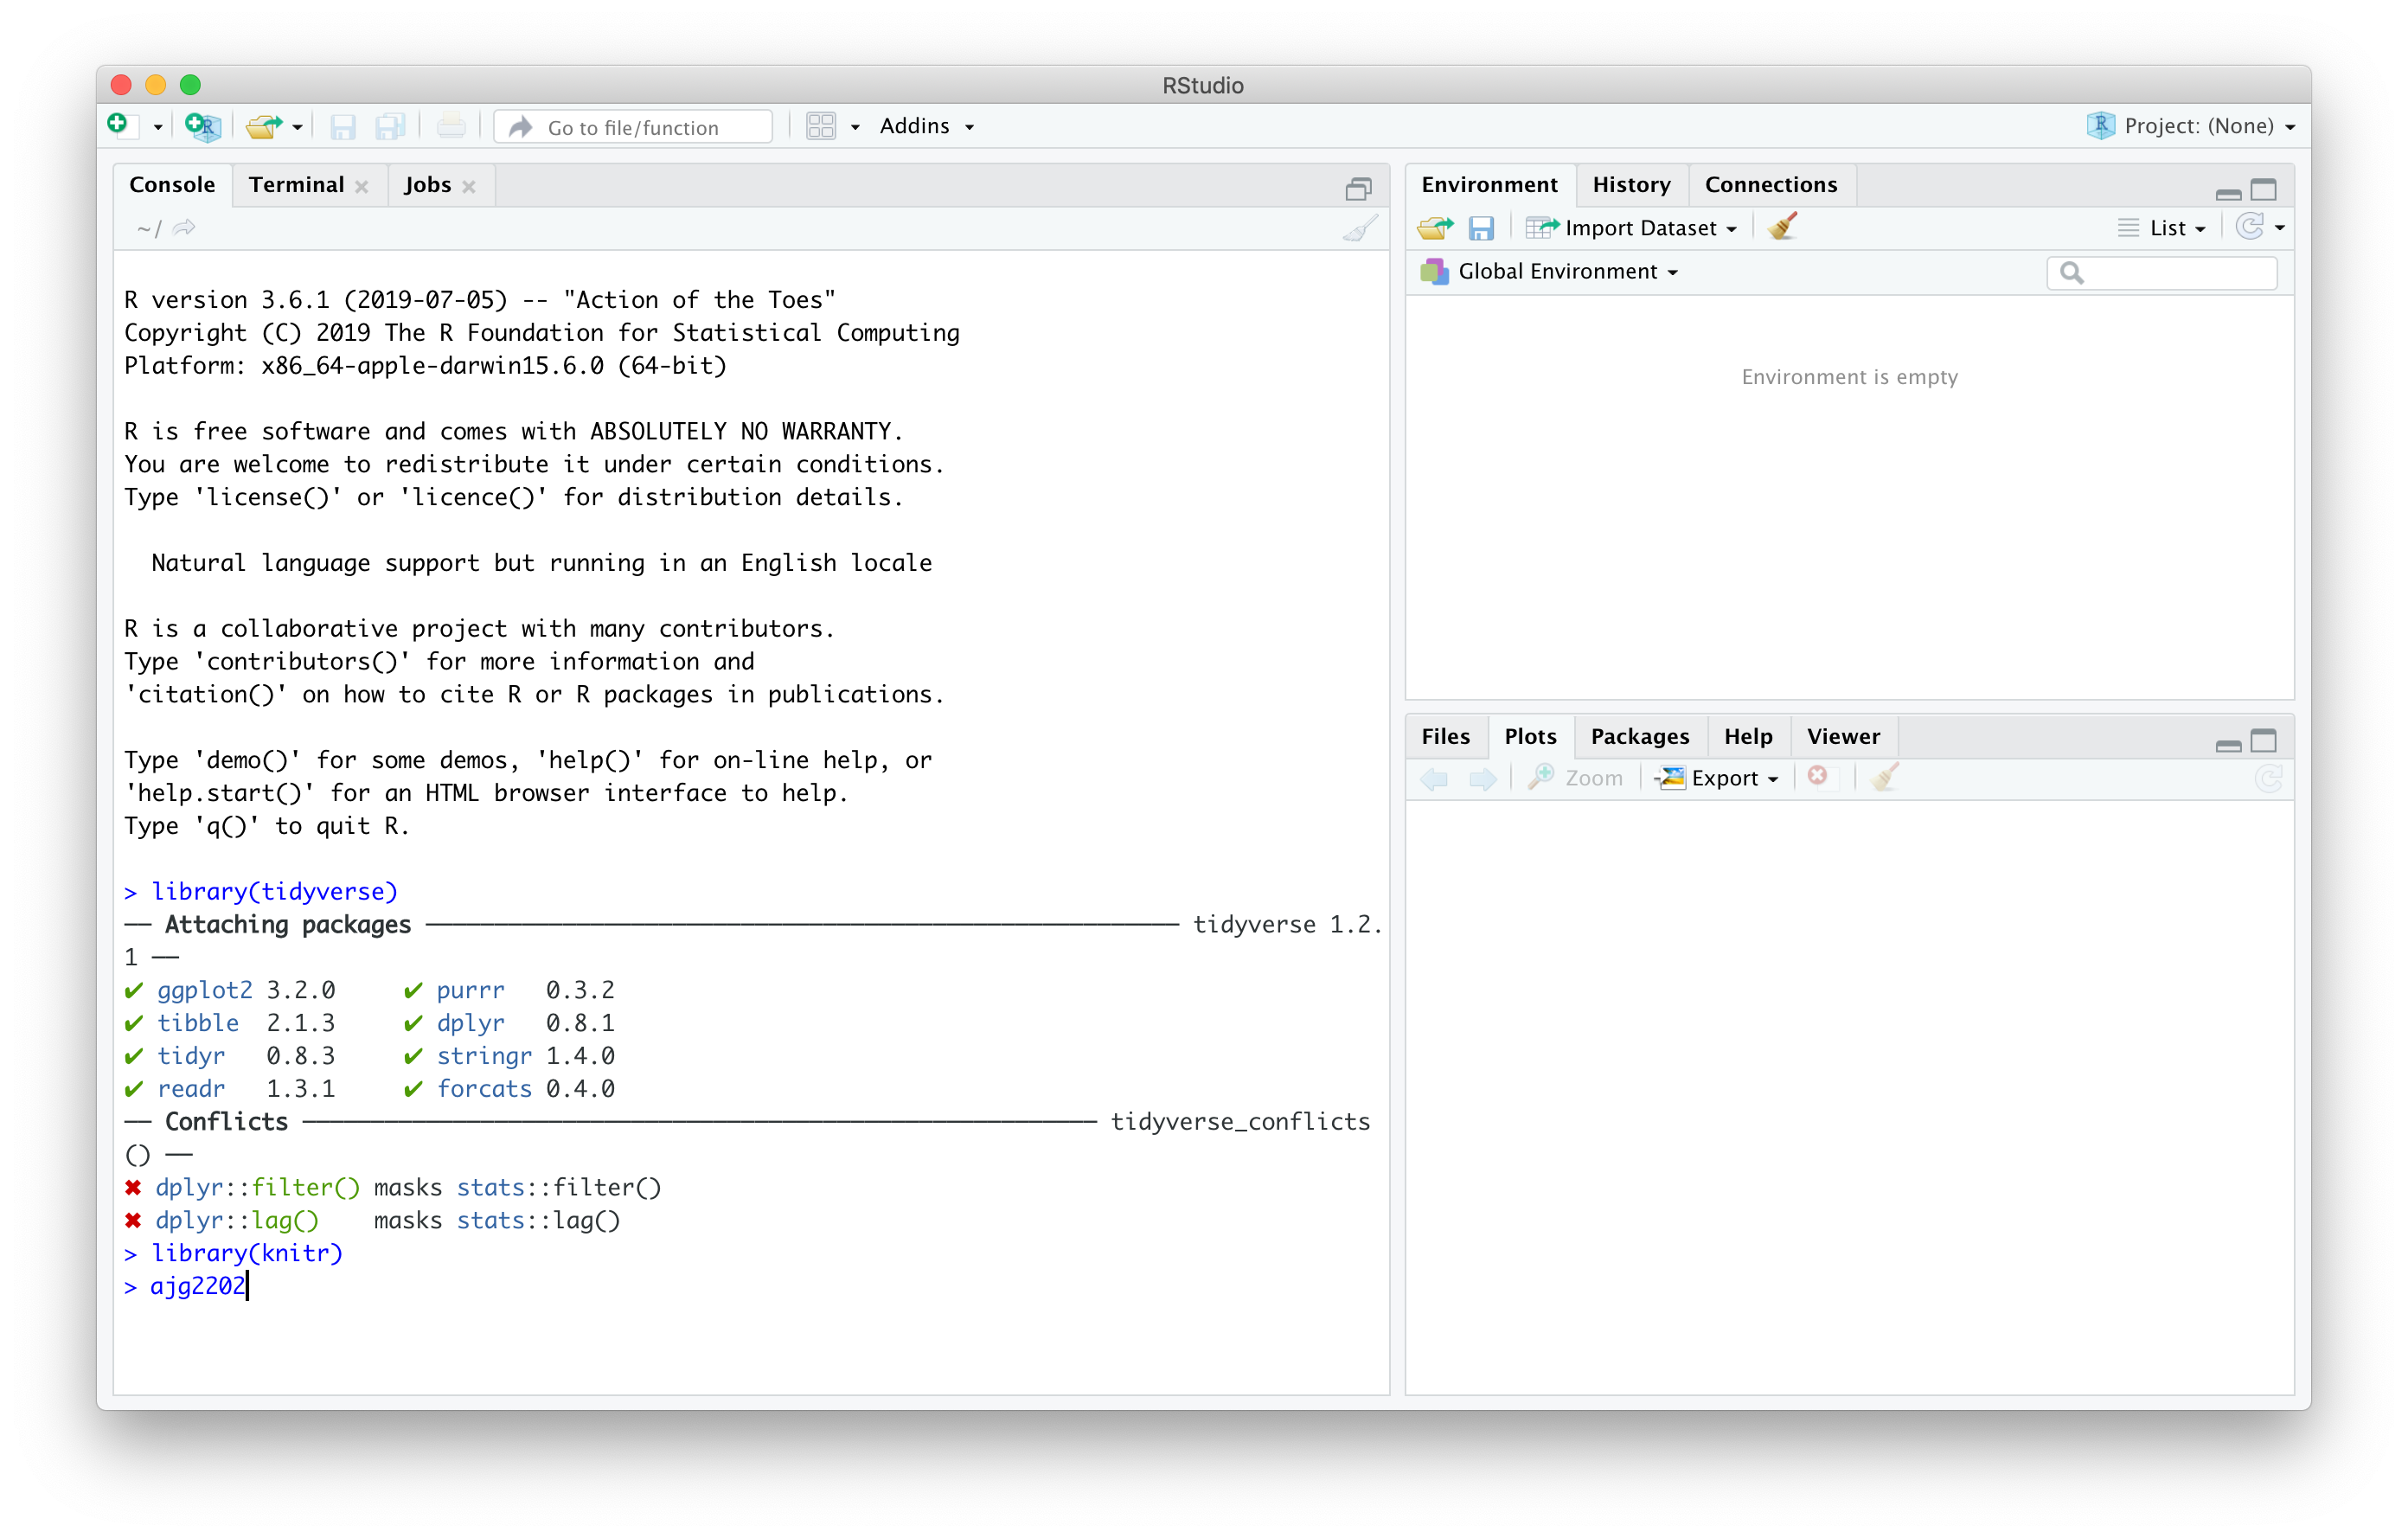 RStudio
Go to file/function
Addins
Project: (None)
Console Terminal Jobs
~/
R version 3.6.1 (2019-07-05) -- "Action of the Toes"
Copyright (C) 2019 The R Foundation for Statistical Computing
Platform: x86_64-apple-darwin15.6.0 (64-bit)
R is free software and comes with ABSOLUTELY NO WARRANTY.
You are welcome to redistribute it under certain conditions.
Type 'license()' or 'licence()' for distribution details.
Natural language support but running in an English locale
R is a collaborative project with many contributors.
Type 'contributors()' for more information and
'citation()' on how to cite R or R packages in publications.
Type 'demo()' for some demos, 'help()' for on-line help, or
'help.start()' for an HTML browser interface to help.
Type 'q()' to quit R.
> library(tidyverse)
── Attaching packages ─────────────────────────────────────────────────────── tidyverse 1.2.
1 ──
✔ ggplot2 3.2.0     ✔ purrr   0.3.2
✔ tibble  2.1.3     ✔ dplyr   0.8.1
✔ tidyr   0.8.3     ✔ stringr 1.4.0
✔ readr   1.3.1     ✔ forcats 0.4.0
── Conflicts ────────────────────────────────────────────────────────── tidyverse_conflicts
() ──
✖ dplyr::filter() masks stats::filter()
✖ dplyr::lag()    masks stats::lag()
> library(knitr)
> ajg2202
Environment History Connections
Import Dataset
List
Global Environment
Environment is empty
Files Plots Packages Help Viewer
Zoom
Export